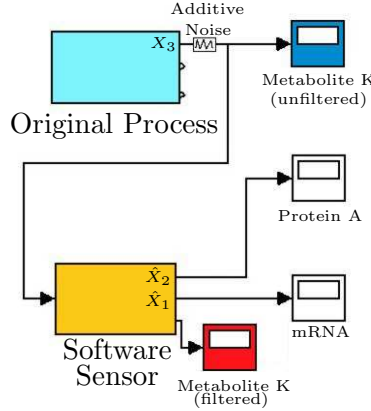 Additive
Noise
X₃
Metabolite K
(unfiltered)
Original Process
Protein A
X̂₂
X̂₁
mRNA
Software
Sensor
Metabolite K
(filtered)